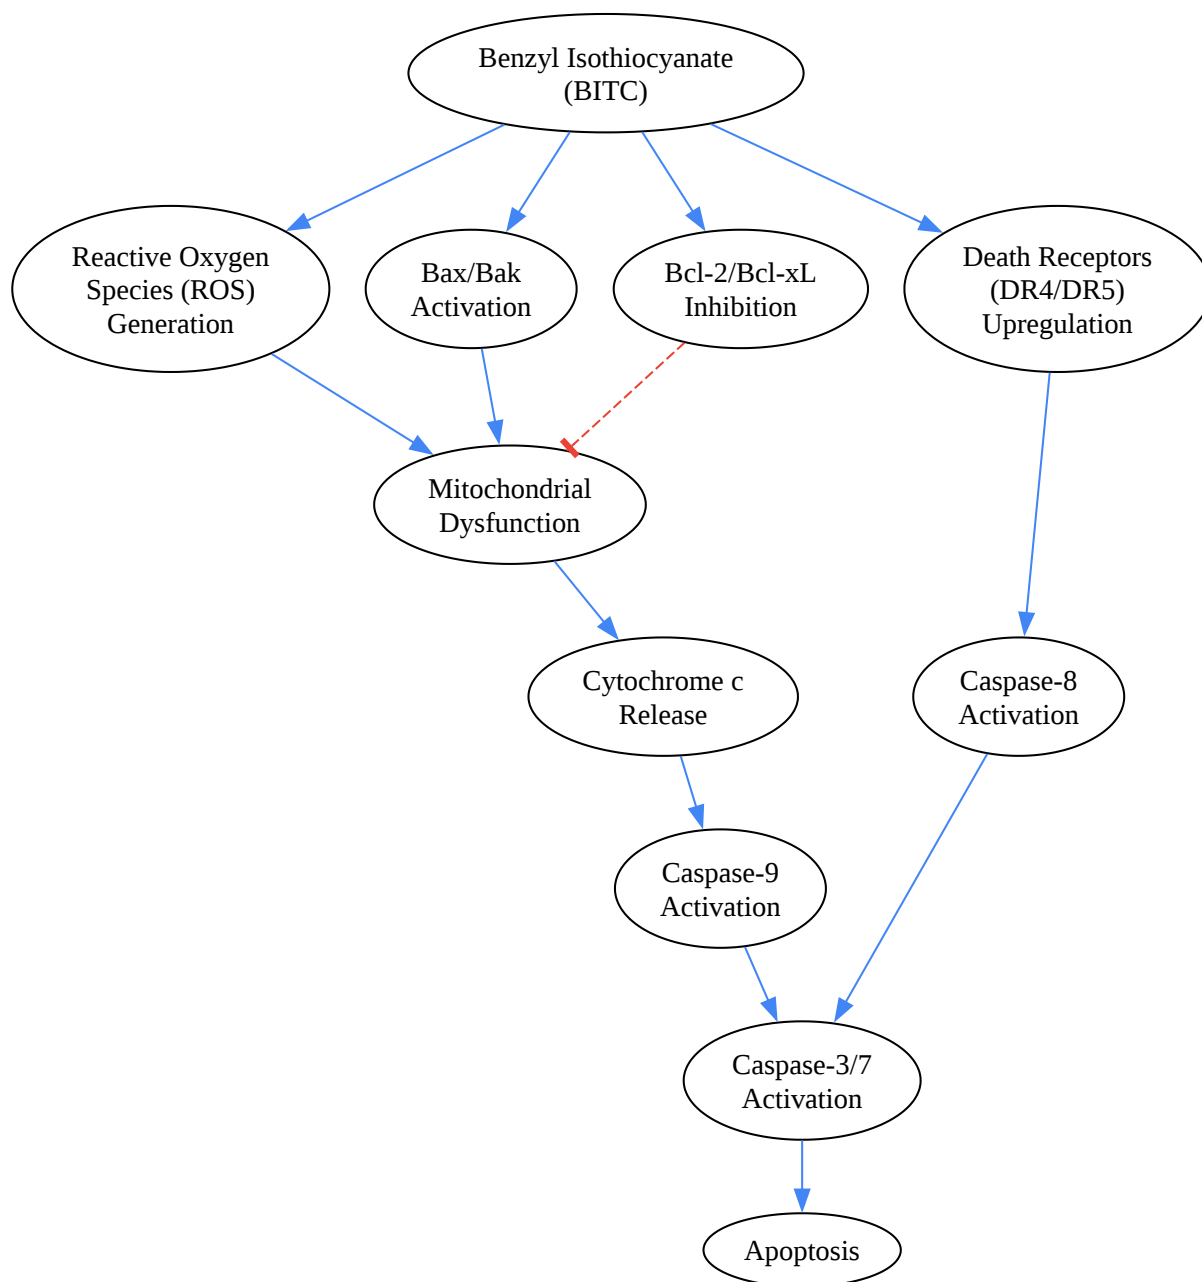 Benzyl Isothiocyanate
(BITC)
Reactive Oxygen
Species (ROS)
Generation
Bax/Bak
Activation
Bcl-2/Bcl-xL
Inhibition
Death Receptors
(DR4/DR5)
Upregulation
Mitochondrial
Dysfunction
Cytochrome c
Release
Caspase-8
Activation
Caspase-9
Activation
Caspase-3/7
Activation
Apoptosis